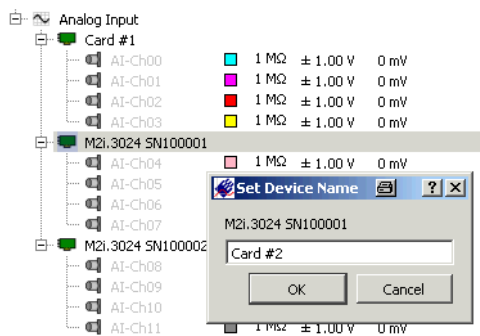 Analog Input
Card #1
AI-Ch00 1 MΩ ± 1.00 V 0 mV
AI-Ch01 1 MΩ ± 1.00 V 0 mV
AI-Ch02 1 MΩ ± 1.00 V 0 mV
AI-Ch03 1 MΩ ± 1.00 V 0 mV
M2i.3024 SN100001
AI-Ch04 1 MΩ ± 1.00 V 0 mV
AI-Ch05
AI-Ch06
AI-Ch07
M2i.3024 SN100002
AI-Ch08
AI-Ch09
AI-Ch10
AI-Ch11 1 MΩ ± 1.00 V 0 mV
Set Device Name ?
M2i.3024 SN100001
Card #2
OK Cancel